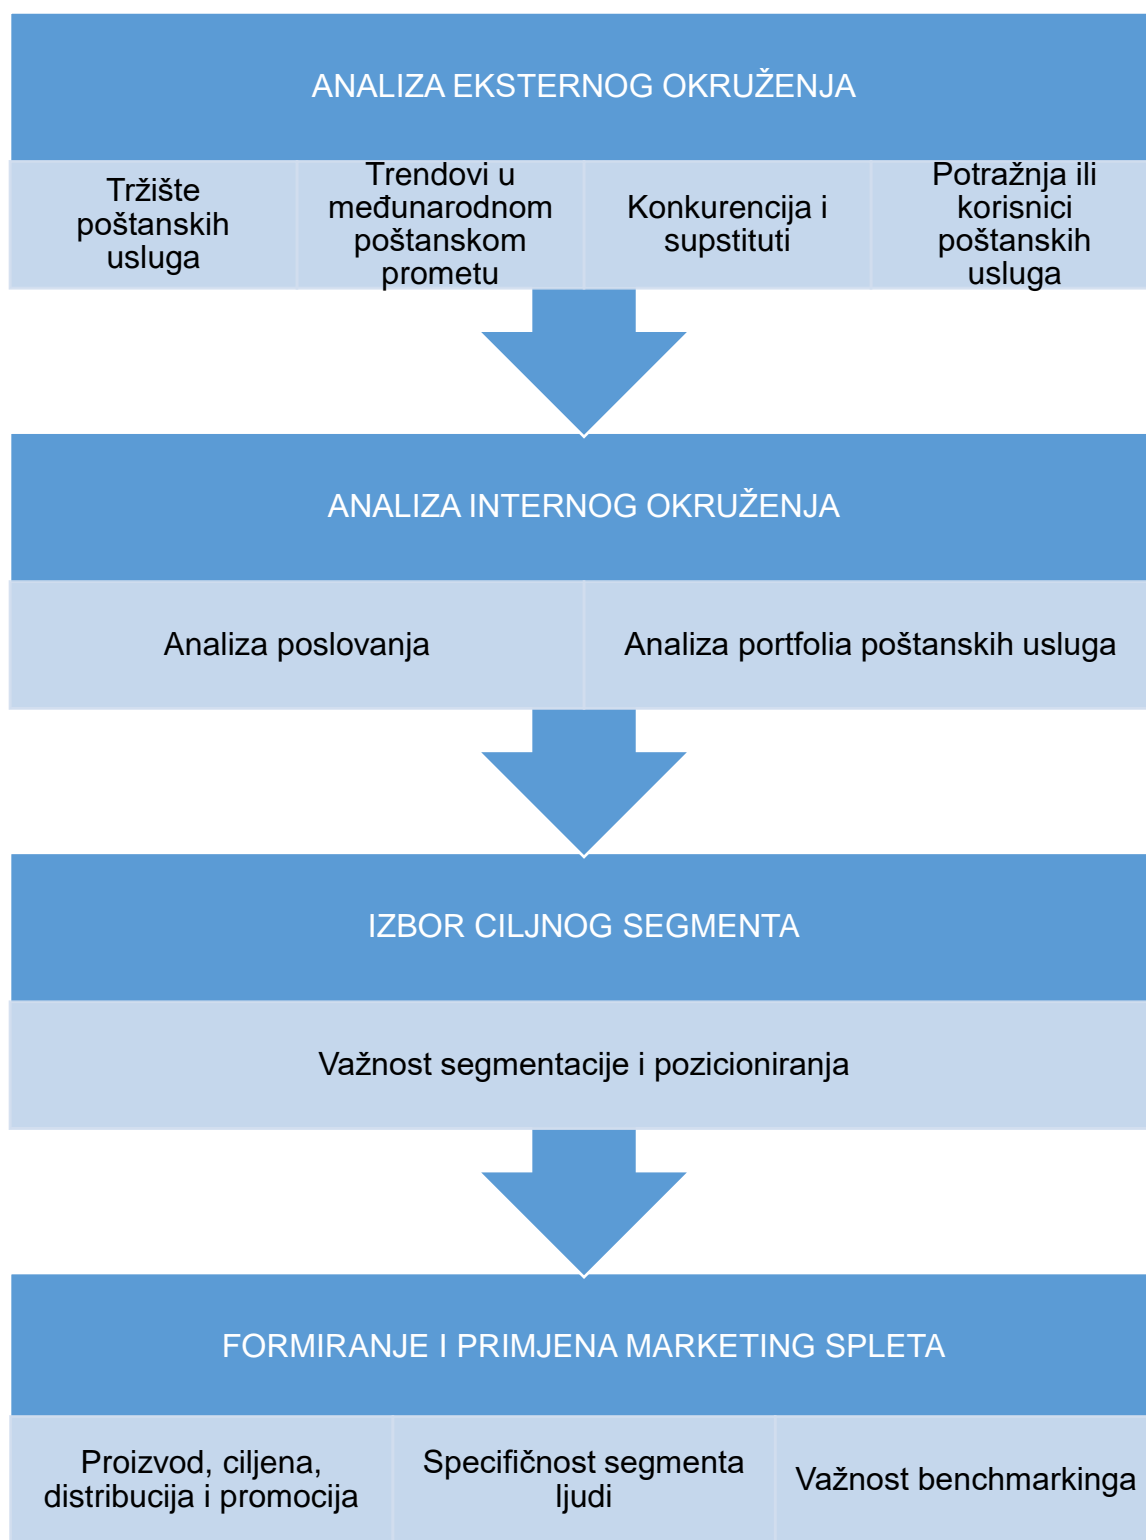 ANALIZA EKSTERNOG OKRUŽENJA
Tržište
poštanskih
usluga
Trendovi u
međunarodnom
poštanskom
prometu
Konkurencija i
supstituti
Potražnja ili
korisnici
poštanskih
usluga
ANALIZA INTERNOG OKRUŽENJA
Analiza poslovanja
Analiza portfolia poštanskih usluga
IZBOR CILJNOG SEGMENTA
Važnost segmentacije i pozicioniranja
FORMIRANJE I PRIMJENA MARKETING SPLETA
Proizvod, ciljena,
distribucija i promocija
Specifičnost segmenta
ljudi
Važnost benchmarkinga